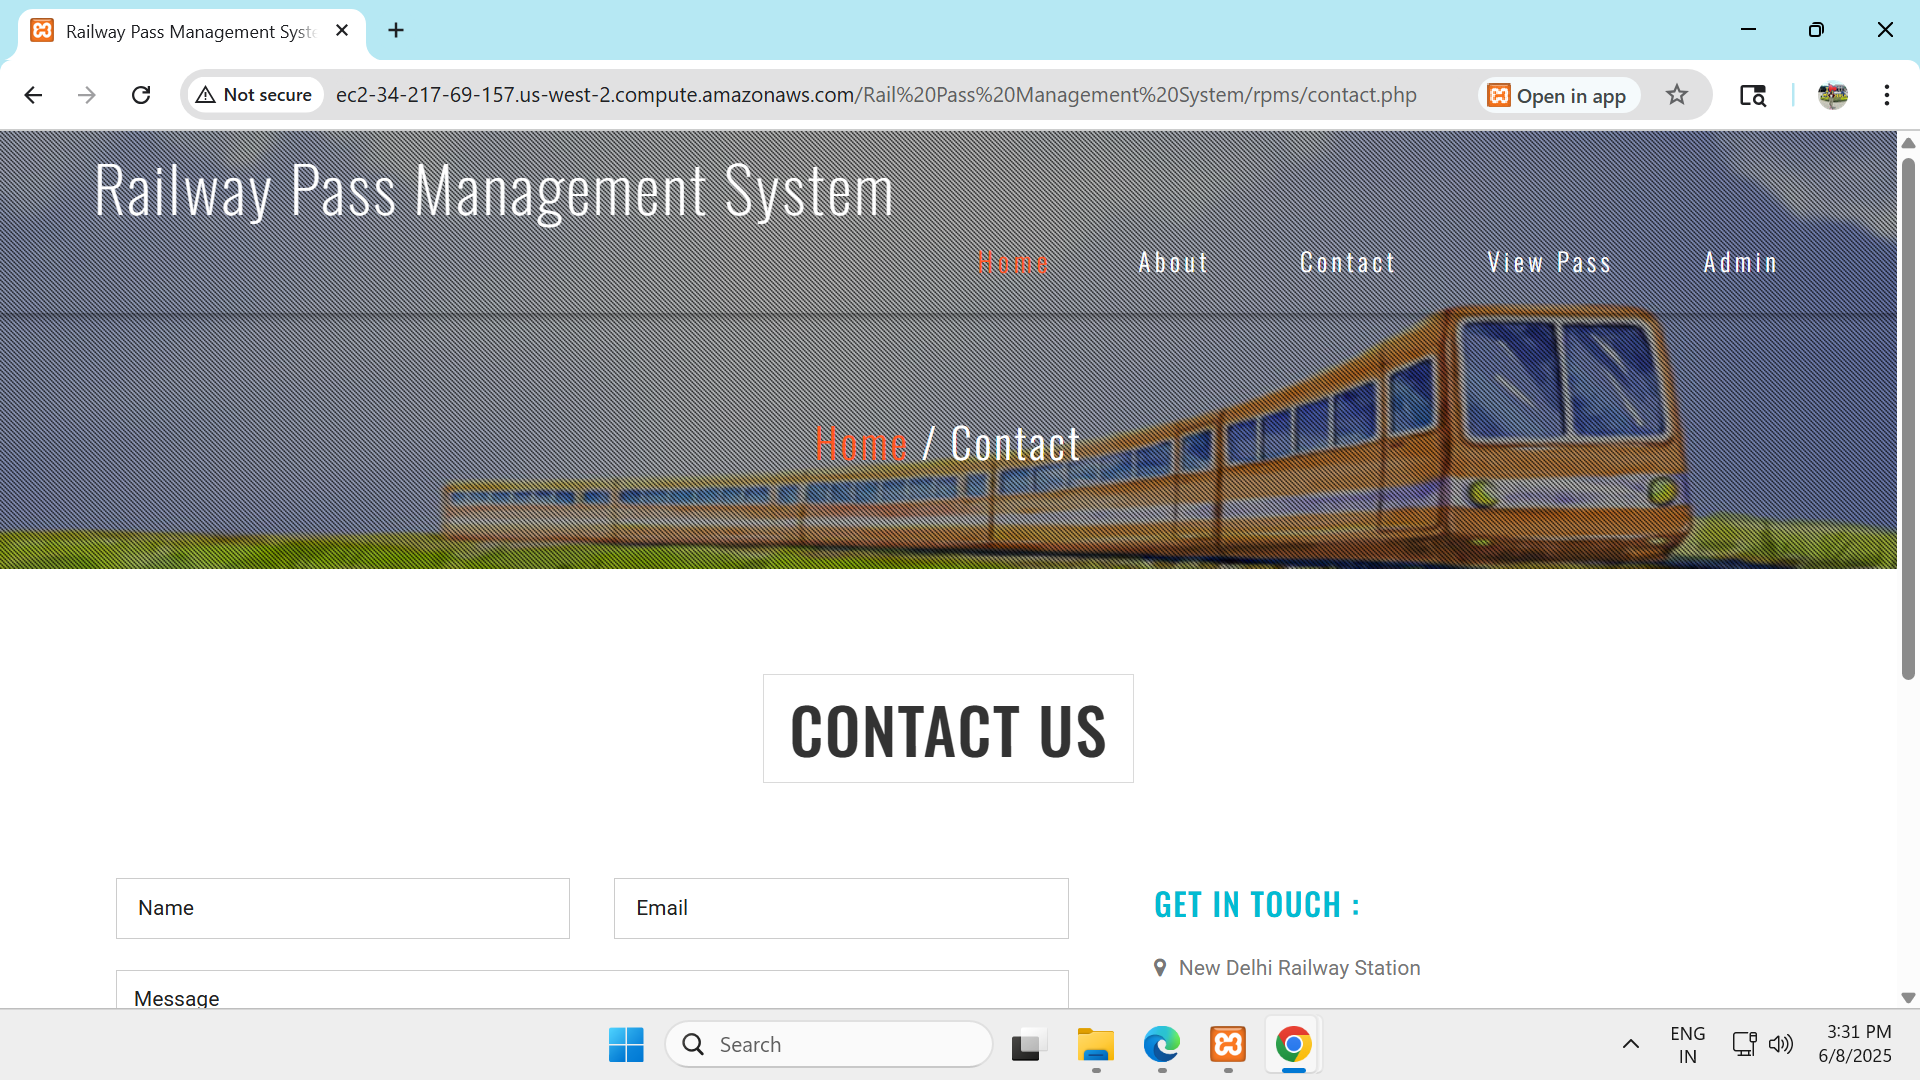 Railway Pass Management Syst
Not secure
ec2-34-217-69-157.us-west-2.compute.amazonaws.com/Rail%20Pass%20Management%20System/rpms/contact.php
Open in app
Railway Pass Management System
Home About Contact View Pass Admin
Home / Contact
CONTACT US
Name
Email
Message
GET IN TOUCH :
New Delhi Railway Station
Search
ENG
IN
3:31 PM
6/8/2025